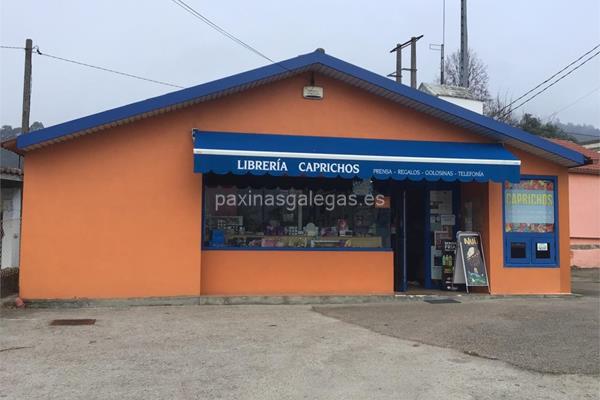 LIBRERÍA CAPRICHOS PRENSA - REGALOS - GOLOSINAS - TELEFONÍA
paxinasgalegas.es
CAPRICHOS